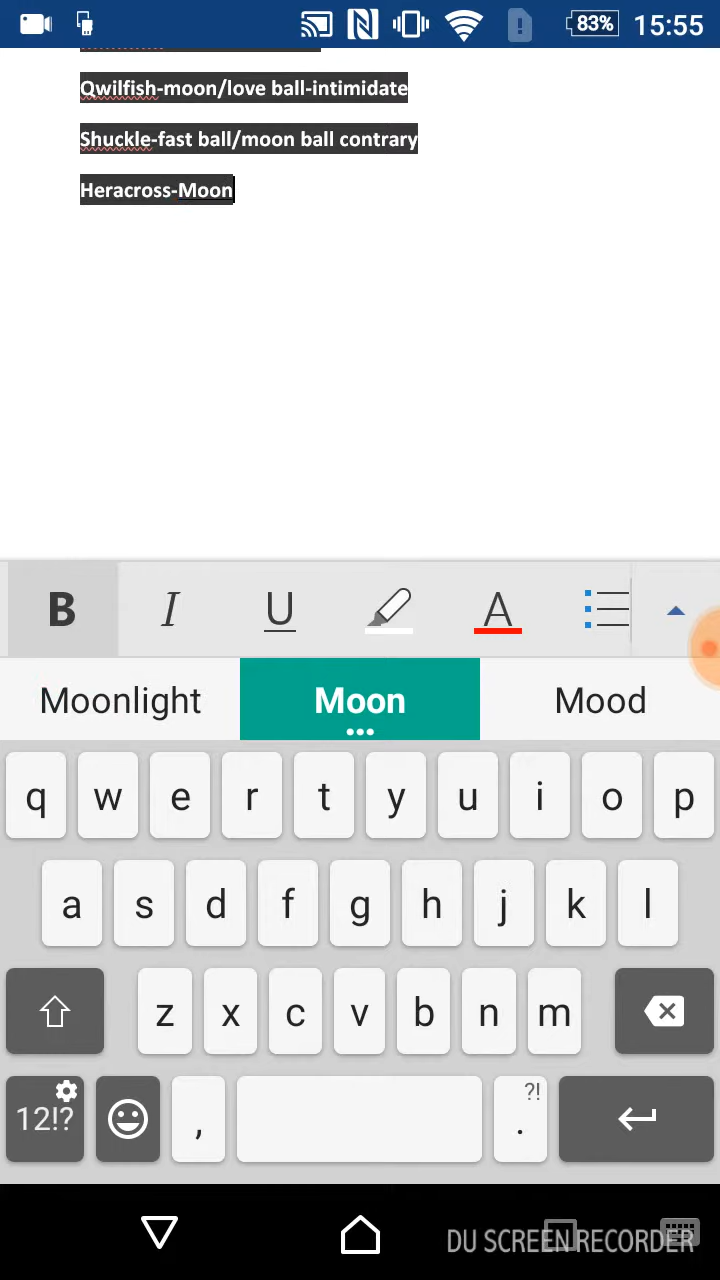 83% 15:55
Qwilfish-moon/love ball-intimidate
Shuckle-fast ball/moon ball contrary
Heracross-Moon
B I U A
Moonlight Moon Mood
q w e r t y u i o p
a s d f g h j k l
z x c v b n m
12!? , ?! .
DU SCREEN RECORDER